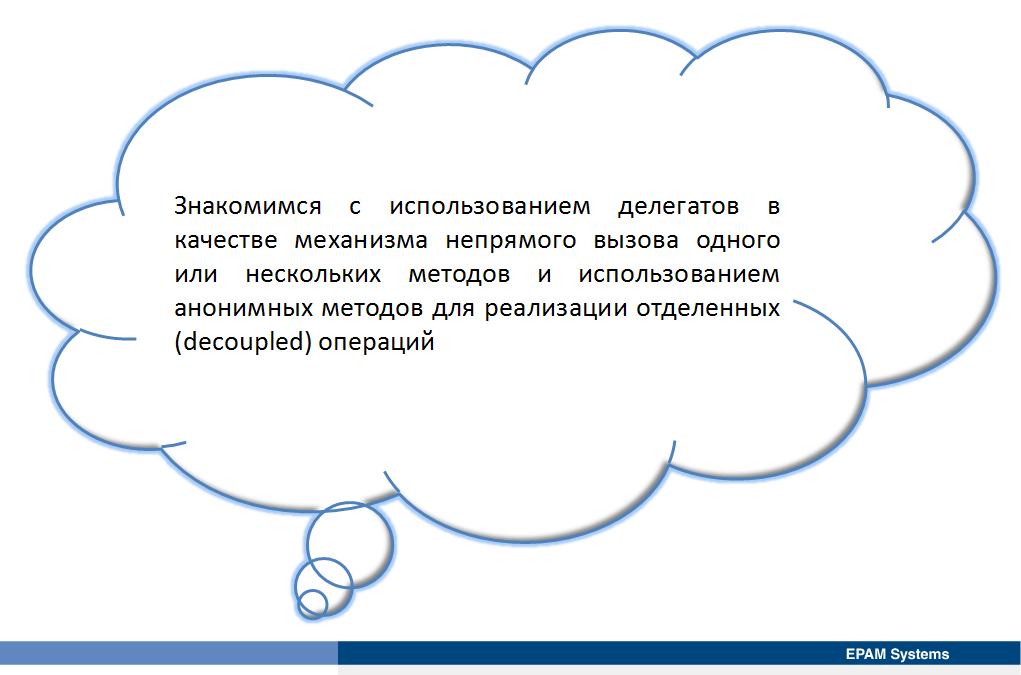 Знакомимся с использованием делегатов в
качестве механизма непрямого вызова одного
или нескольких методов и использованием
анонимных методов для реализации отделенных
(decoupled) операций
EPAM Systems